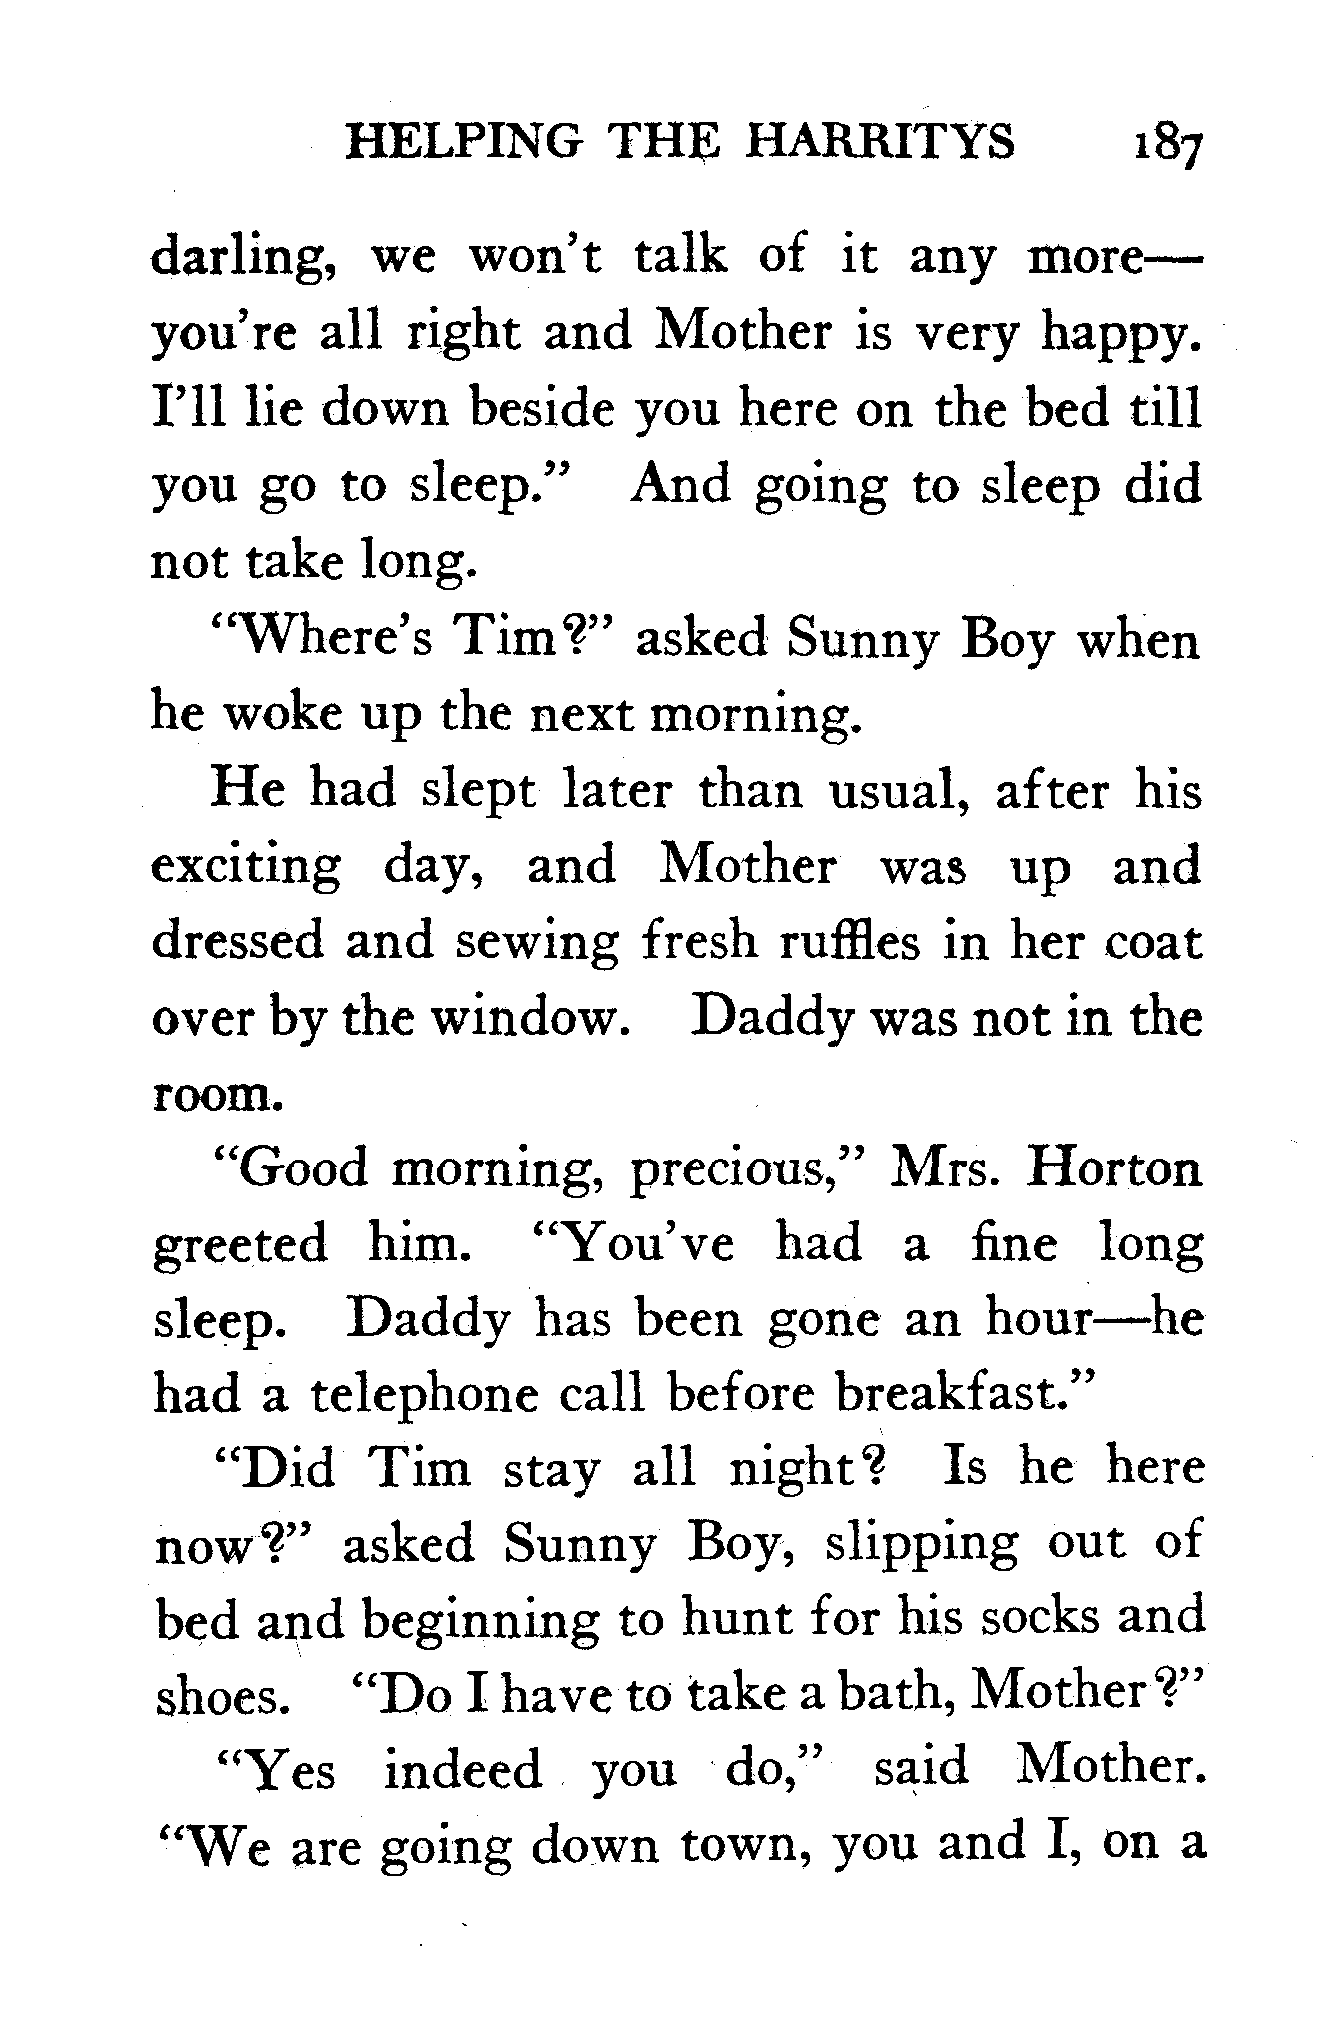 HELPING THE HARRITYS 187
darling, we won't talk of it any more—
you're all right and Mother is very happy.
I'll lie down beside you here on the bed till
you go to sleep." And going to sleep did
not take long.
"Where's Tim?" asked Sunny Boy when
he woke up the next morning.
He had slept later than usual, after his
exciting day, and Mother was up and
dressed and sewing fresh ruffles in her coat
over by the window. Daddy was not in the
room.
"Good morning, precious," Mrs. Horton
greeted him. "You've had a fine long
sleep. Daddy has been gone an hour—he
had a telephone call before breakfast."
"Did Tim stay all night? Is he here
now?" asked Sunny Boy, slipping out of
bed and beginning to hunt for his socks and
shoes. "Do I have to take a bath, Mother?"
"Yes indeed you do," said Mother.
"We are going down town, you and I, on a